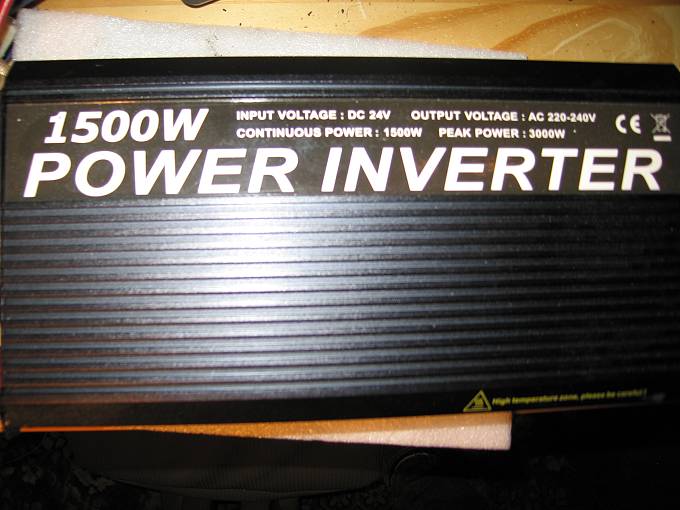 1500W
INPUT VOLTAGE : DC 24V OUTPUT VOLTAGE : AC 220-240V
CONTINUOUS POWER : 1500W PEAK POWER : 3000W
CE
POWER INVERTER
High temperature zone, please be careful !